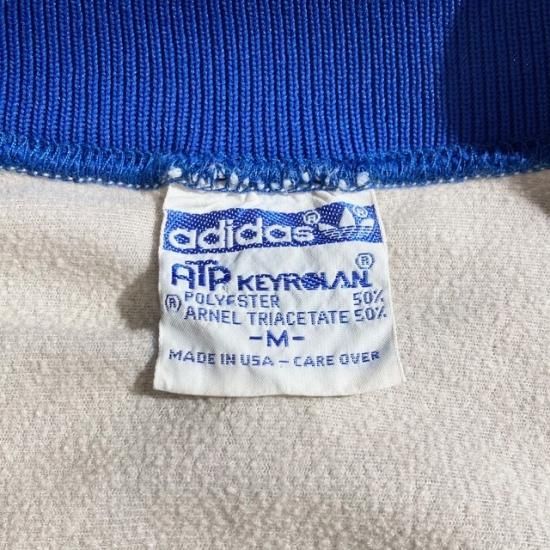 adidas®
ATP KEYROLAN®
® POLYESTER 50%
ARNEL TRIACETATE 50%
-M-
MADE IN USA - CARE OVER